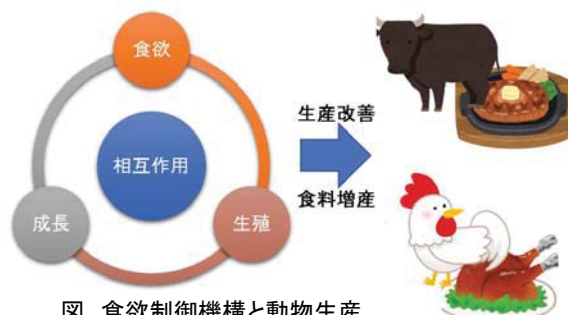 食欲
相互作用
成長
生殖
生産改善
食料増産
図 食欲制御機構と動物生産